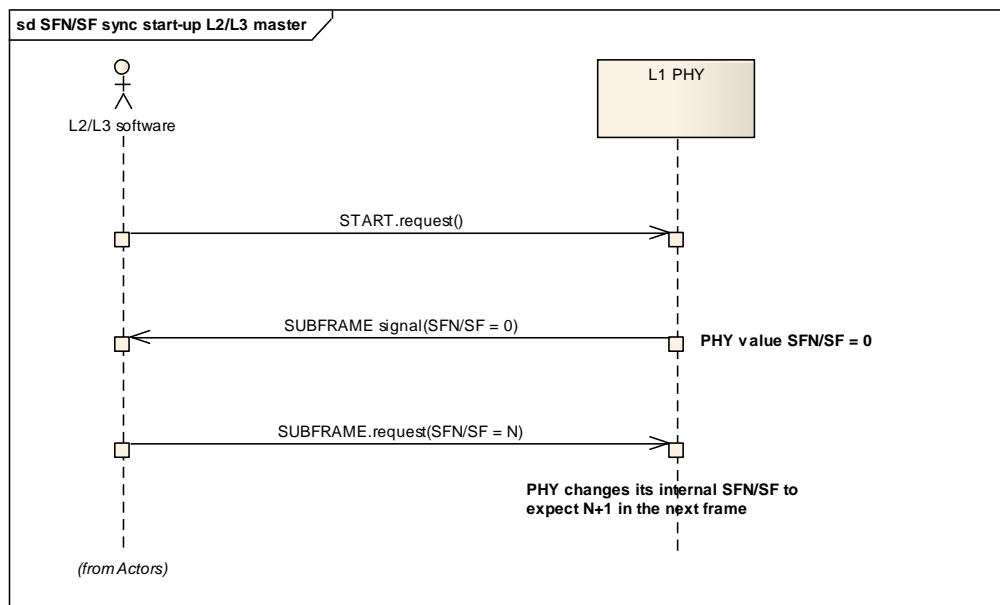 sd SFN/SF sync start-up L2/L3 master
L1 PHY
L2/L3 software
START.request()
SUBFRAME signal(SFN/SF = 0)
PHY value SFN/SF = 0
SUBFRAME.request(SFN/SF = N)
PHY changes its internal SFN/SF to
expect N+1 in the next frame
(from Actors)